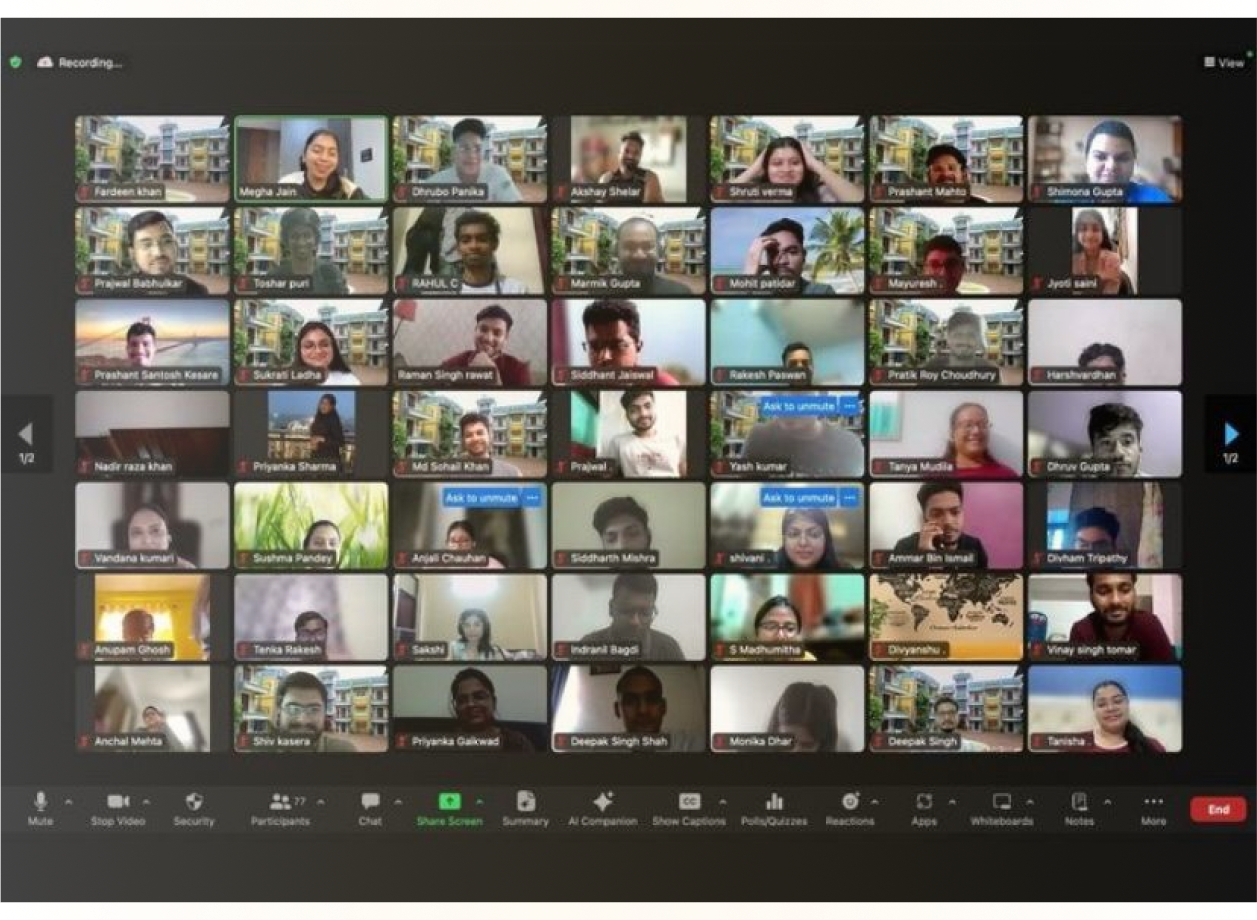 Recording...
View
Fardeen khan
Megha Jain
Dhrubo Panika
Akshay Shelar
Shruti verma
Prashant Mahto
Shimona Gupta
Prajwal Babhulkar
Toshar puri
RAHUL C
Marmik Gupta
Mohit patidar
Mayuresh .
Jyoti saini
Prashant Santosh Kesare
Sukrati Ladha
Raman Singh rawat
Siddhant Jaiswal
Rakesh Paswan
Pratik Roy Choudhury
Harshvardhan
Ask to unmute ...
1/2
1/2
Nadir raza khan
Priyanka Sharma
Md Sohail Khan
Prajwal
Yash kumar
Tanya Mudila
Dhruv Gupta
Ask to unmute ...
Ask to unmute ...
Vandana kumari
Sushma Pandey
Anjali Chauhan
Siddharth Mishra
shivani .
Ammar Bin Ismail
Divham Tripathy
Anupam Ghosh
Tenka Rakesh
Sakshi
Indranil Bagdi
S Madhumitha
Divyanshu .
Vinay singh tomar
Anchal Mehta
Shiv kasera
Priyanka Gaikwad
Deepak Singh Shah
Monika Dhar
Deepak Singh
Tanisha .
77
CC
Mute
Stop Video
Security
Participants
Chat
Share Screen
Summary
AI Companion
Show Captions
Polls/Quizzes
Reactions
Apps
Whiteboards
Notes
More
End